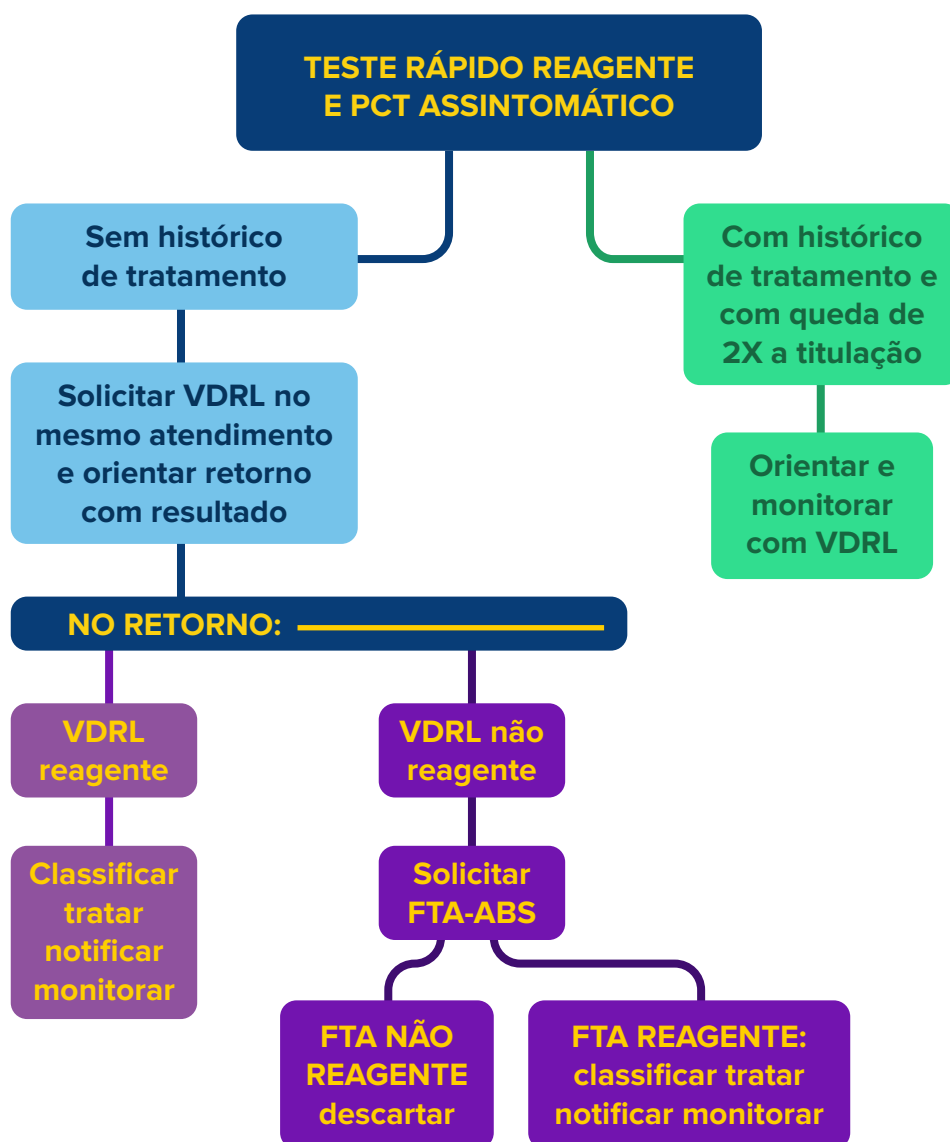 TESTE RÁPIDO REAGENTE
E PCT ASSINTOMÁTICO
Sem histórico
de tratamento
Com histórico
de tratamento e
com queda de
2X a titulação
Solicitar VDRL no
mesmo atendimento
e orientar retorno
com resultado
Orientar e
monitorar
com VDRL
NO RETORNO:
VDRL
reagente
VDRL não
reagente
Classificar
tratar
notificar
monitorar
Solicitar
FTA-ABS
FTA NÃO
REAGENTE
descartar
FTA REAGENTE:
classificar tratar
notificar monitorar